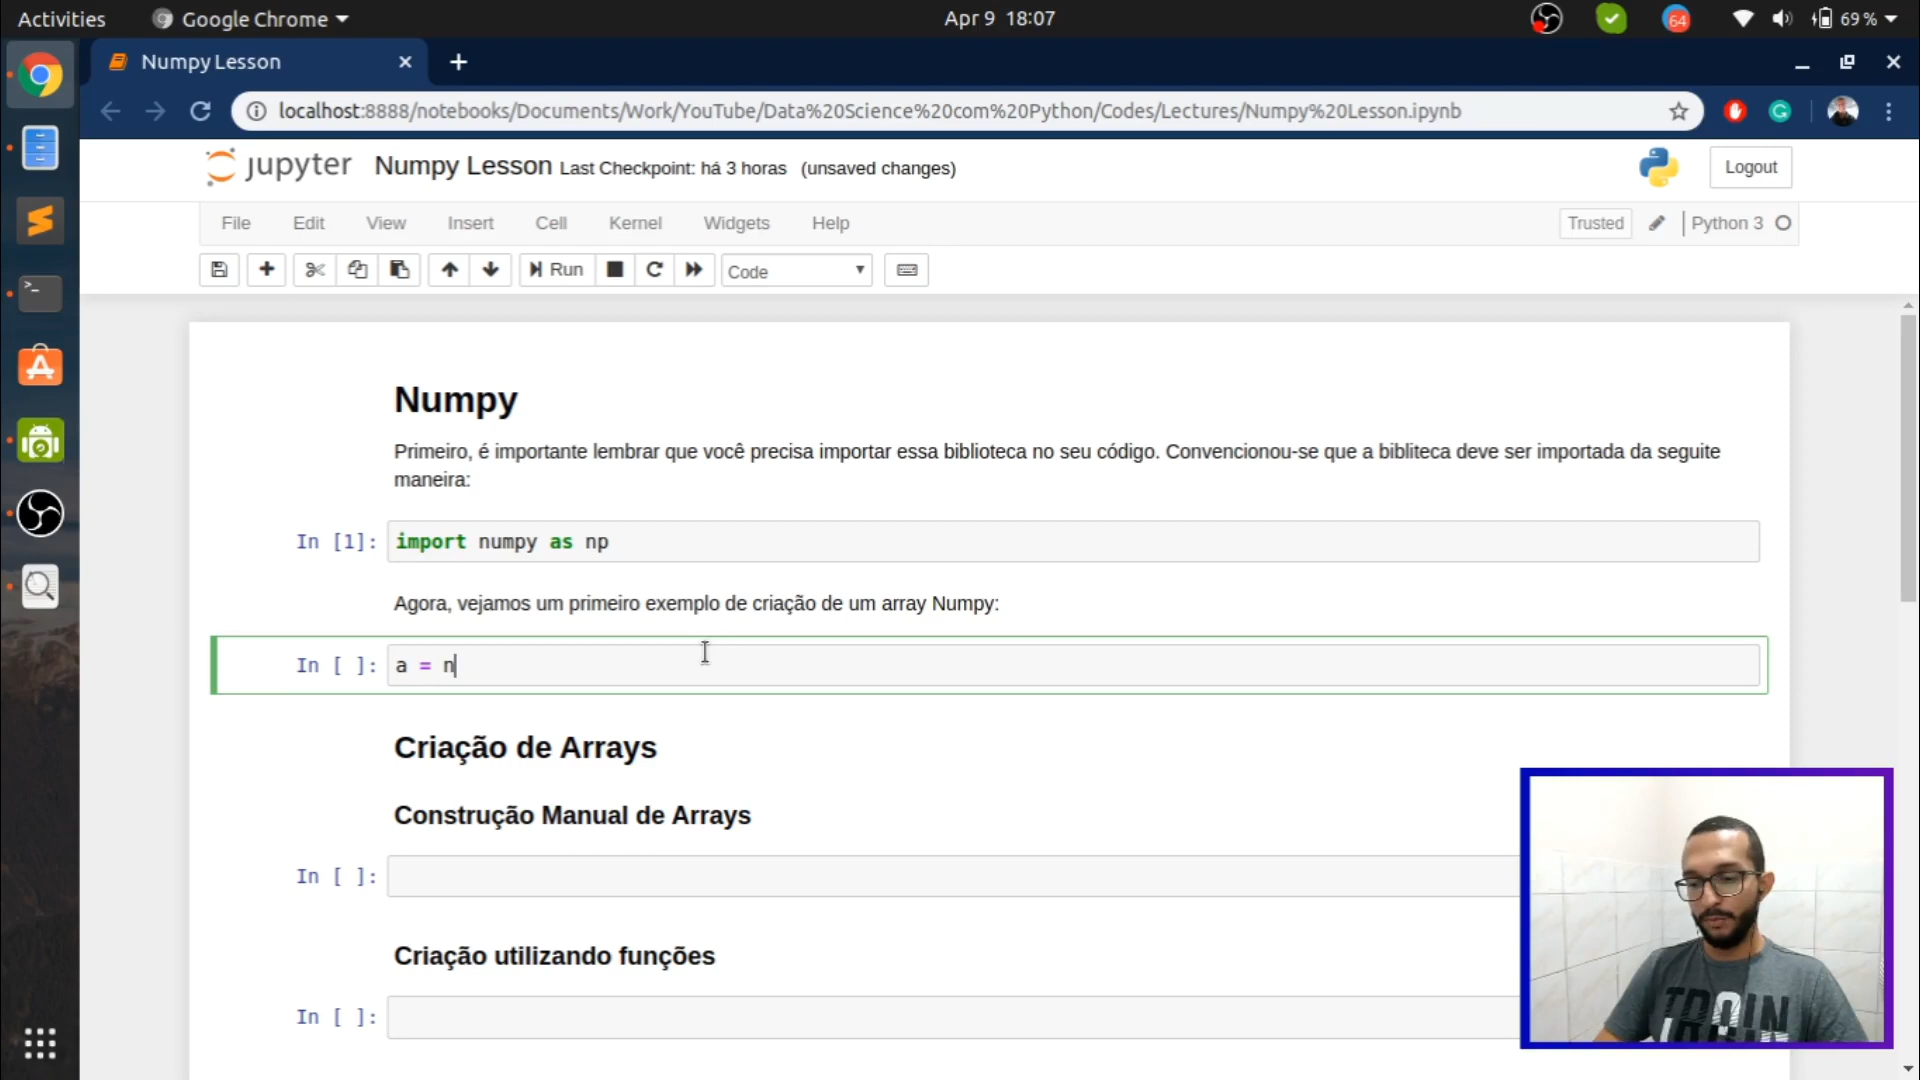 Activities
Google Chrome
Apr 9 18:07
64
69 %
Numpy Lesson
localhost:8888/notebooks/Documents/Work/YouTube/Data%20Science%20com%20Python/Codes/Lectures/Numpy%20Lesson.ipynb
jupyter
Numpy Lesson Last Checkpoint: há 3 horas (unsaved changes)
Logout
File Edit View Insert Cell Kernel Widgets Help
Trusted
Python 3
Run
Code
Numpy
Primeiro, é importante lembrar que você precisa importar essa biblioteca no seu código. Convencionou-se que a bibliteca deve ser importada da seguite
maneira:
In [1]: import numpy as np
Agora, vejamos um primeiro exemplo de criação de um array Numpy:
In [ ]: a = n
Criação de Arrays
Construção Manual de Arrays
In [ ]:
Criação utilizando funções
In [ ]:
TRAIN